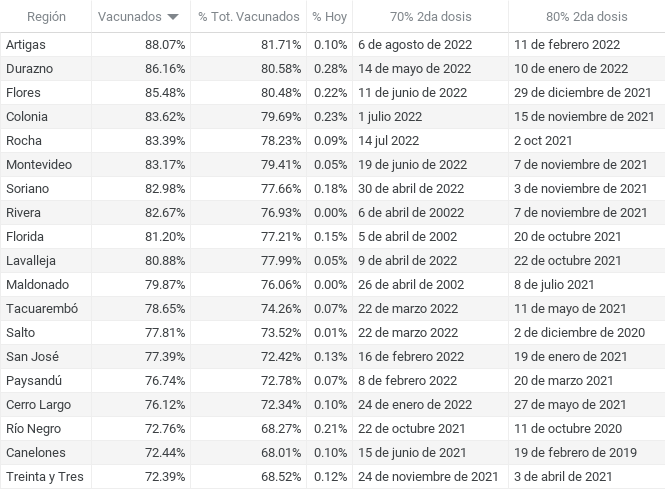 Región Vacunados % Tot. Vacunados % Hoy 70% 2da dosis 80% 2da dosis
Artigas 88.07% 81.71% 0.10% 6 de agosto de 2022 11 de febrero 2022
Durazno 86.16% 80.58% 0.28% 14 de mayo de 2022 10 de enero de 2022
Flores 85.48% 80.48% 0.22% 11 de junio de 2022 29 de diciembre de 2021
Colonia 83.62% 79.69% 0.23% 1 julio 2022 15 de noviembre de 2021
Rocha 83.39% 78.23% 0.09% 14 jul 2022 2 oct 2021
Montevideo 83.17% 79.41% 0.05% 19 de junio de 2022 7 de noviembre de 2021
Soriano 82.98% 77.66% 0.18% 30 de abril de 2022 3 de noviembre de 2021
Rivera 82.67% 76.93% 0.00% 6 de abril de 20022 7 de noviembre de 2021
Florida 81.20% 77.21% 0.15% 5 de abril de 2002 20 de octubre 2021
Lavalleja 80.88% 77.99% 0.05% 9 de abril de 2022 22 de octubre 2021
Maldonado 79.87% 76.06% 0.00% 26 de abril de 2002 8 de julio 2021
Tacuarembó 78.65% 74.26% 0.07% 22 de marzo 2022 11 de mayo de 2021
Salto 77.81% 73.52% 0.01% 22 de marzo 2022 2 de diciembre de 2020
San José 77.39% 72.42% 0.13% 16 de febrero 2022 19 de enero de 2021
Paysandú 76.74% 72.78% 0.07% 8 de febrero 2022 20 de marzo 2021
Cerro Largo 76.12% 72.34% 0.10% 24 de enero de 2022 27 de mayo de 2021
Río Negro 72.76% 68.27% 0.21% 22 de octubre 2021 11 de octubre 2020
Canelones 72.44% 68.01% 0.10% 15 de junio de 2021 19 de febrero de 2019
Treinta y Tres 72.39% 68.52% 0.12% 24 de noviembre de 2021 3 de abril de 2021